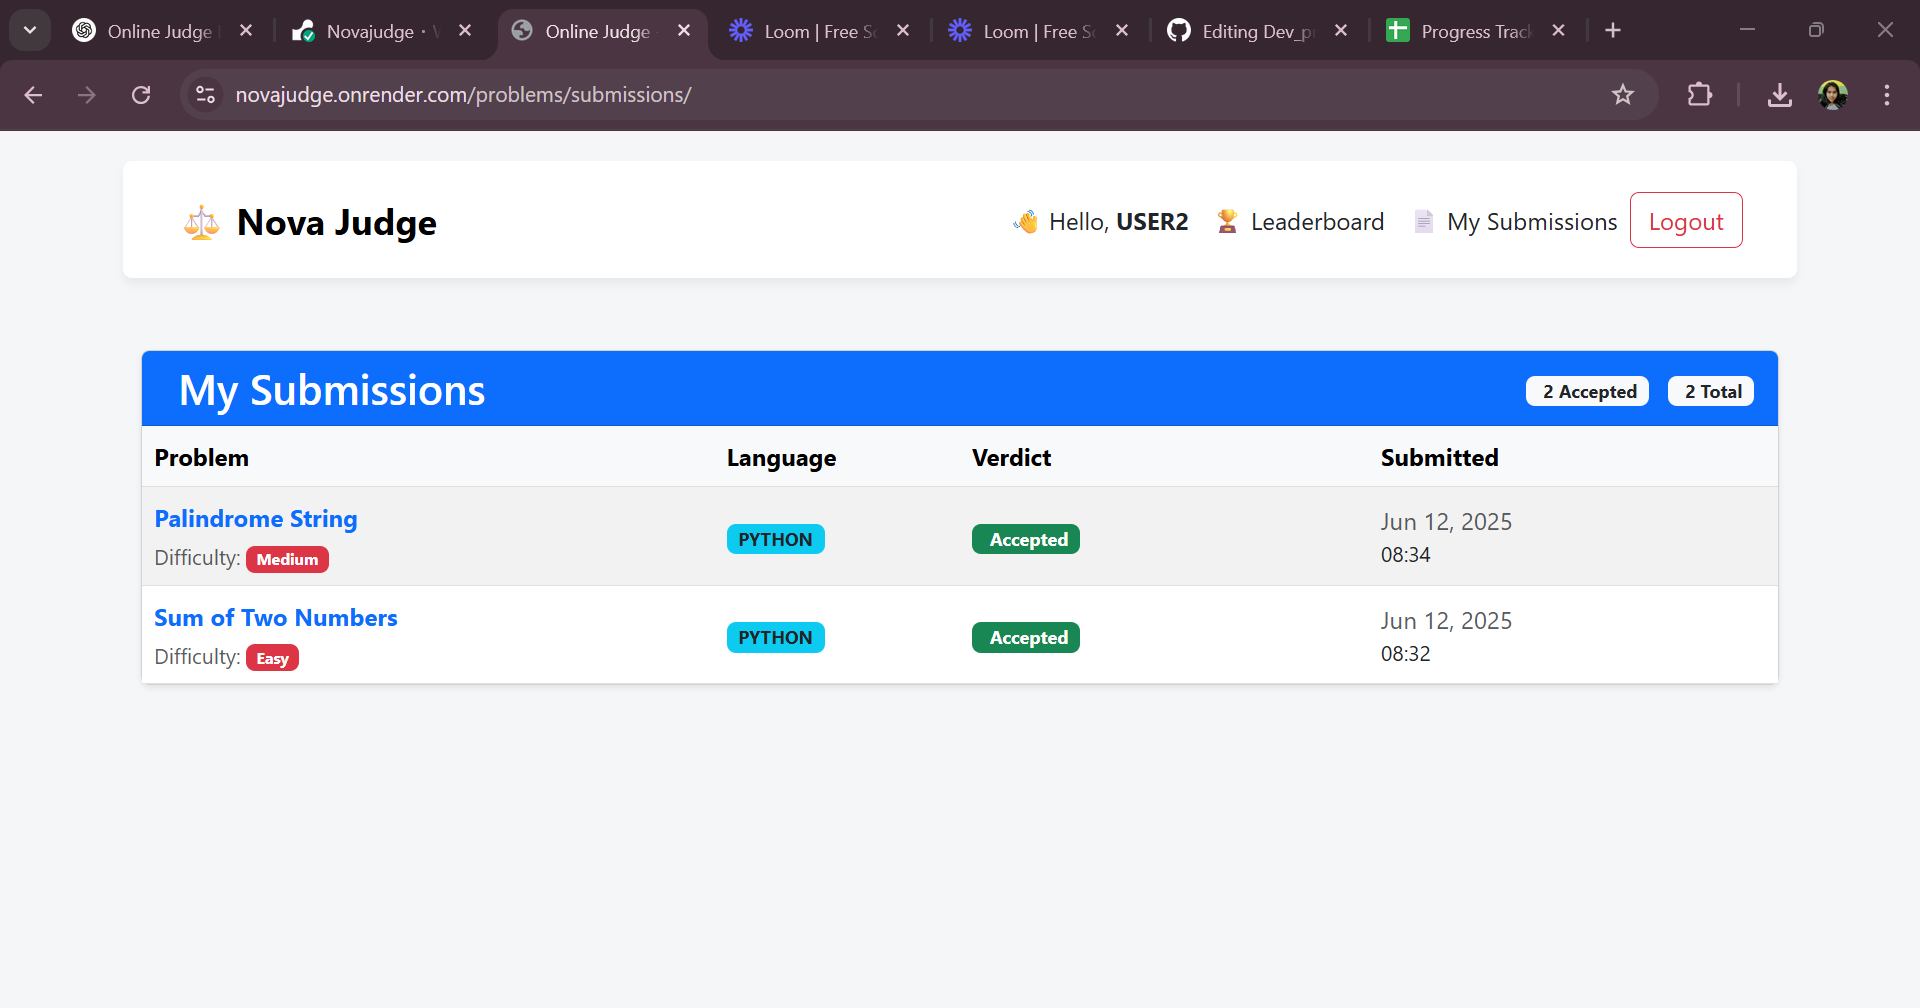 Online Judge
Novajudge
Online Judge
Loom | Free Sc
Loom | Free Sc
Editing Dev_p
Progress Track
novajudge.onrender.com/problems/submissions/
Nova Judge
Hello, USER2
Leaderboard
My Submissions
Logout
My Submissions
2 Accepted
2 Total
Problem Language Verdict Submitted
Palindrome String
Difficulty: Medium
PYTHON
Accepted
Jun 12, 2025
08:34
Sum of Two Numbers
Difficulty: Easy
PYTHON
Accepted
Jun 12, 2025
08:32